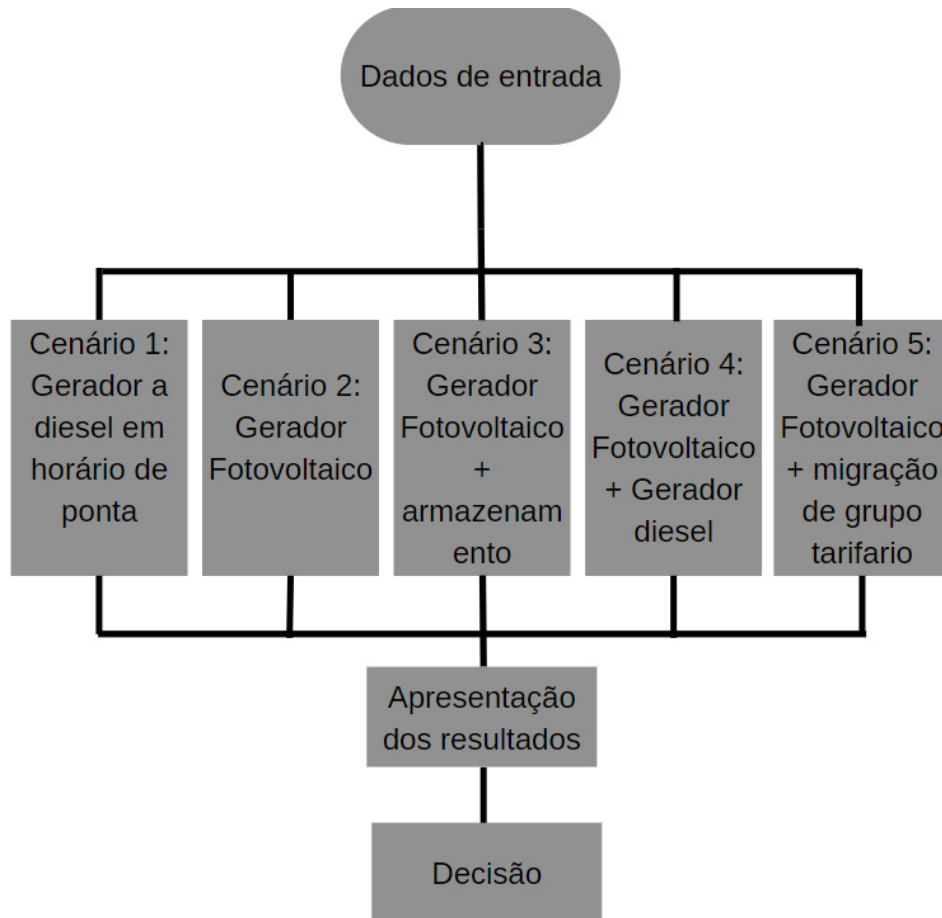 Dados de entrada
Cenário 1:
Gerador a
diesel em
horário de
ponta
Cenário 2:
Gerador
Fotovoltaico
Cenário 3:
Gerador
Fotovoltaico
+
armazenam
ento
Cenário 4:
Gerador
Fotovoltaico
+ Gerador
diesel
Cenário 5:
Gerador
Fotovoltaico
+ migração
de grupo
tarifario
Apresentação
dos resultados
Decisão